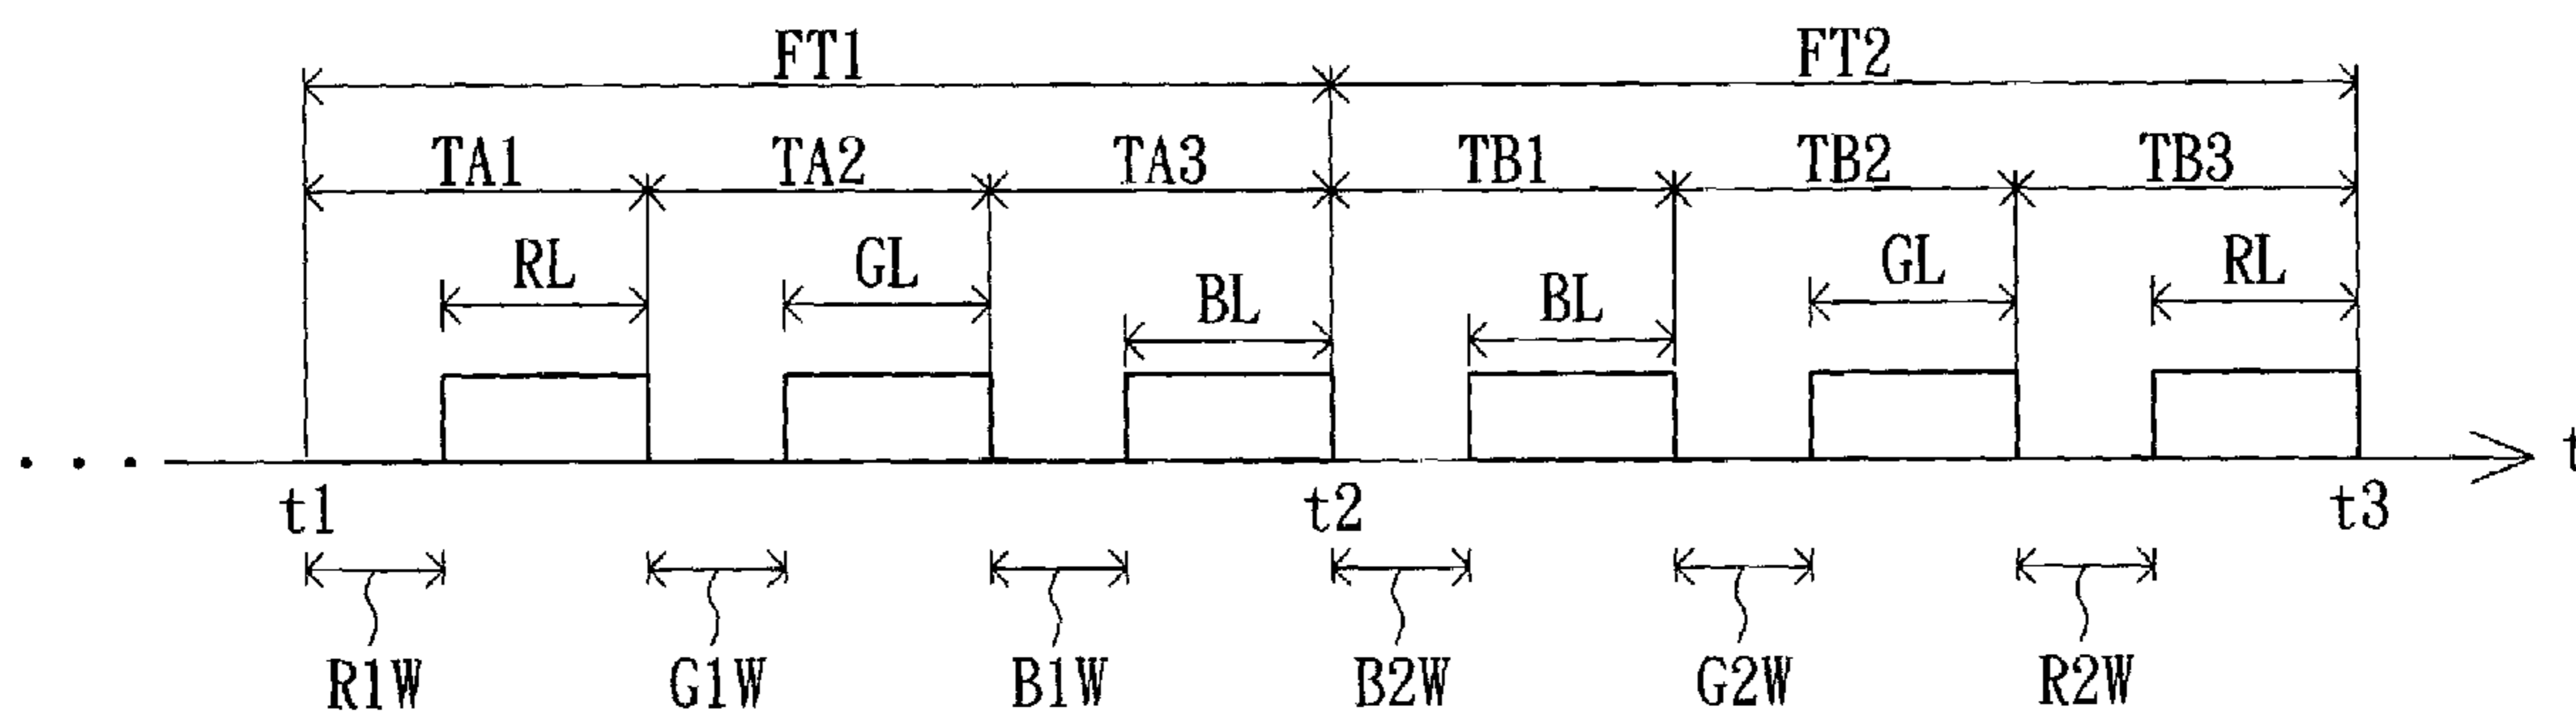 FT1 FT2
TA1 TA2 TA3 TB1 TB2 TB3
RL GL BL BL GL RL
. . . t
t1 t2 t3
R1W G1W B1W B2W G2W R2W